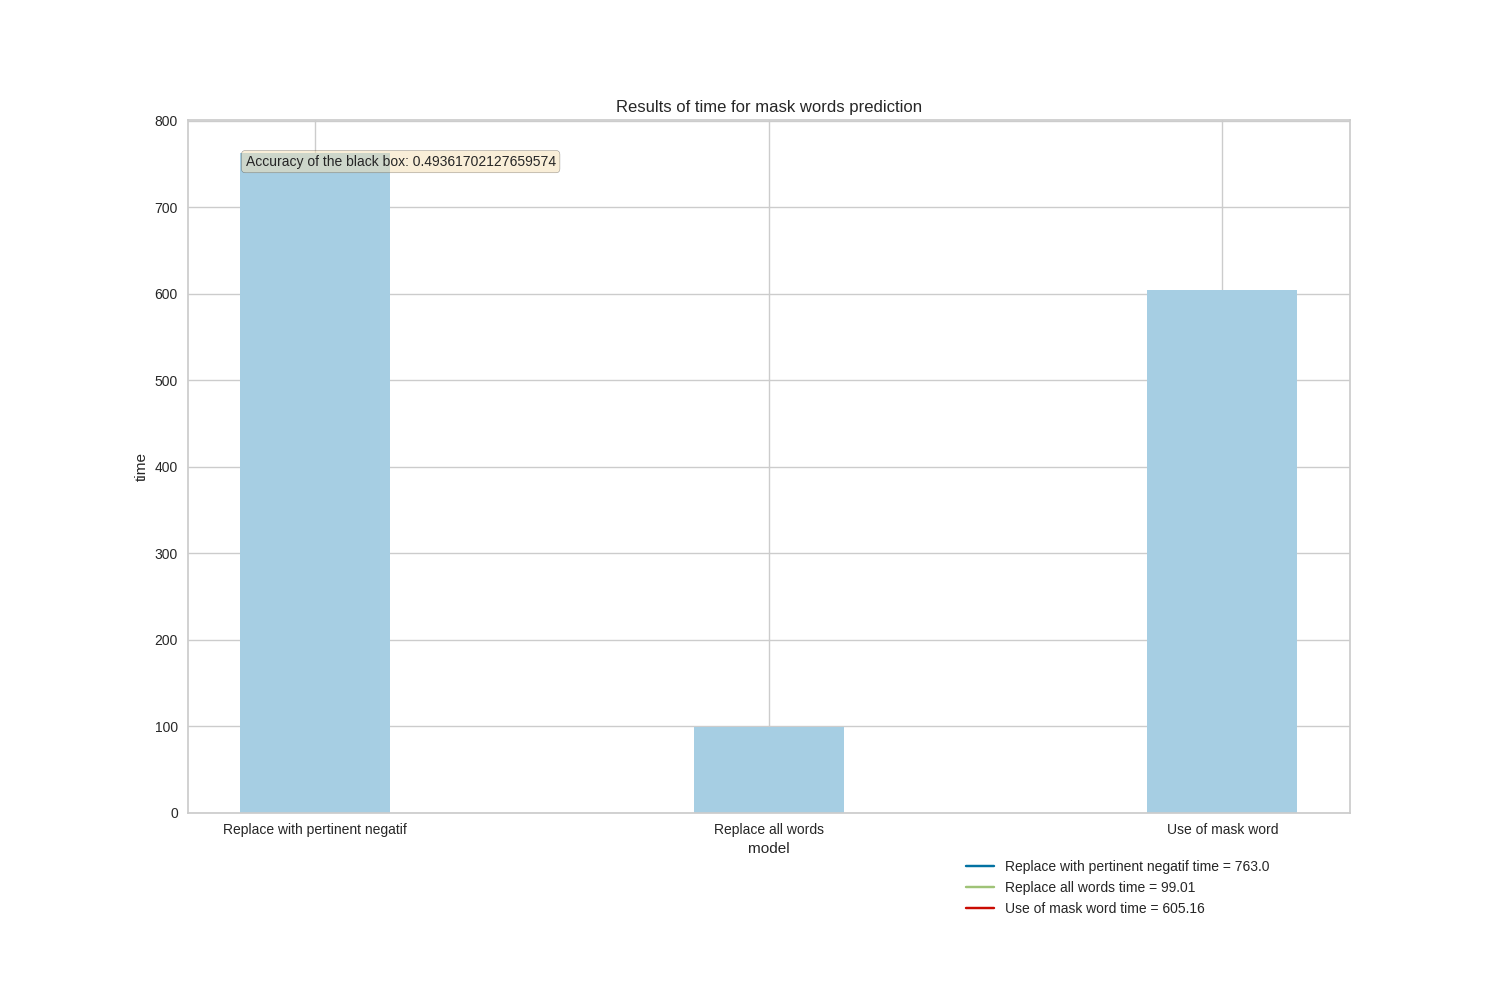 Results of time for mask words prediction
800
Accuracy of the black box: 0.49361702127659574
700
600
500
400
time
300
200
100
0
Replace with pertinent negatif
Replace all words
Use of mask word
model
Replace with pertinent negatif time = 763.0
Replace all words time = 99.01
Use of mask word time = 605.16